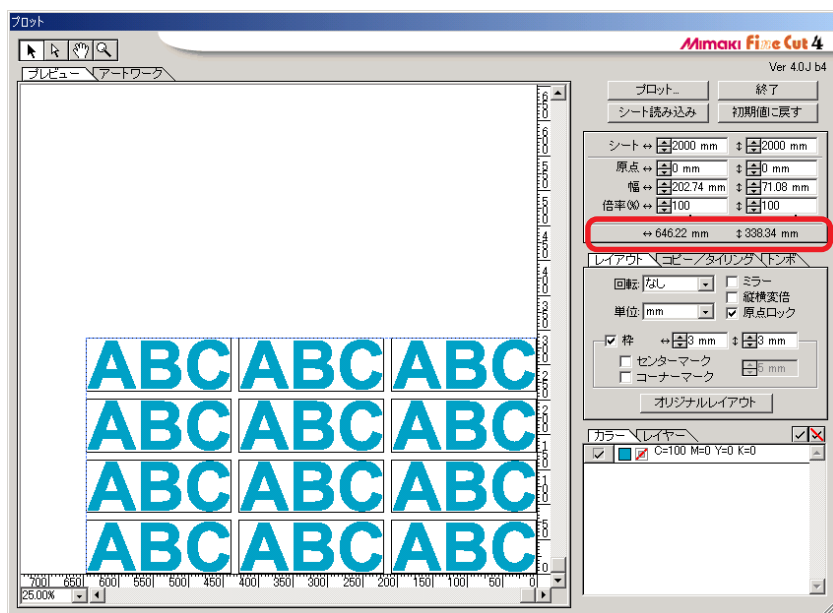 プロット
Mimaki Fine Cut 4
Ver 4.0J b4
プレビュー アートワーク
プロット... 終了
シート読み込み 初期値に戻す
シート ↔ 2000 mm ↕ 2000 mm
原点 ↔ 0 mm ↕ 0 mm
幅 ↔ 202.74 mm ↕ 71.08 mm
倍率(%) ↔ 100 ↕ 100
↔ 646.22 mm ↕ 338.34 mm
レイアウト コピー/タイリング トンボ
回転: なし ミラー
縦横変倍
単位: mm 原点ロック
枠 ↔ 3 mm ↕ 3 mm
センターマーク
コーナーマーク 5 mm
オリジナルレイアウト
カラー レイヤー
C=100 M=0 Y=0 K=0
ABC ABC ABC
ABC ABC ABC
ABC ABC ABC
ABC ABC ABC
700 650 600 550 500 450 400 350 300 250 200 150 100 50 0
25.00%